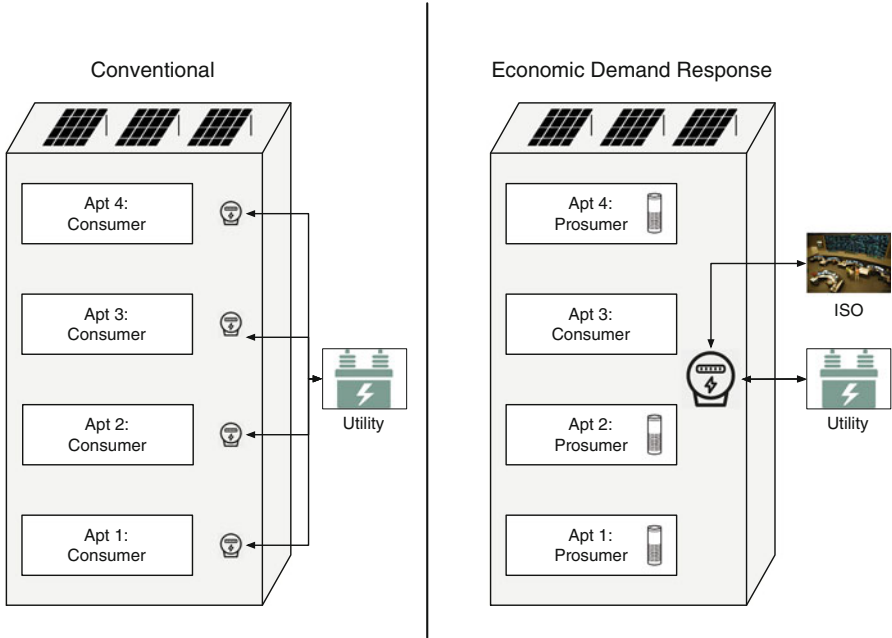 Conventional
Apt 4:
Consumer
Apt 3:
Consumer
Apt 2:
Consumer
Apt 1:
Consumer
Utility
Economic Demand Response
Apt 4:
Prosumer
Apt 3:
Consumer
Apt 2:
Prosumer
Apt 1:
Prosumer
ISO
Utility